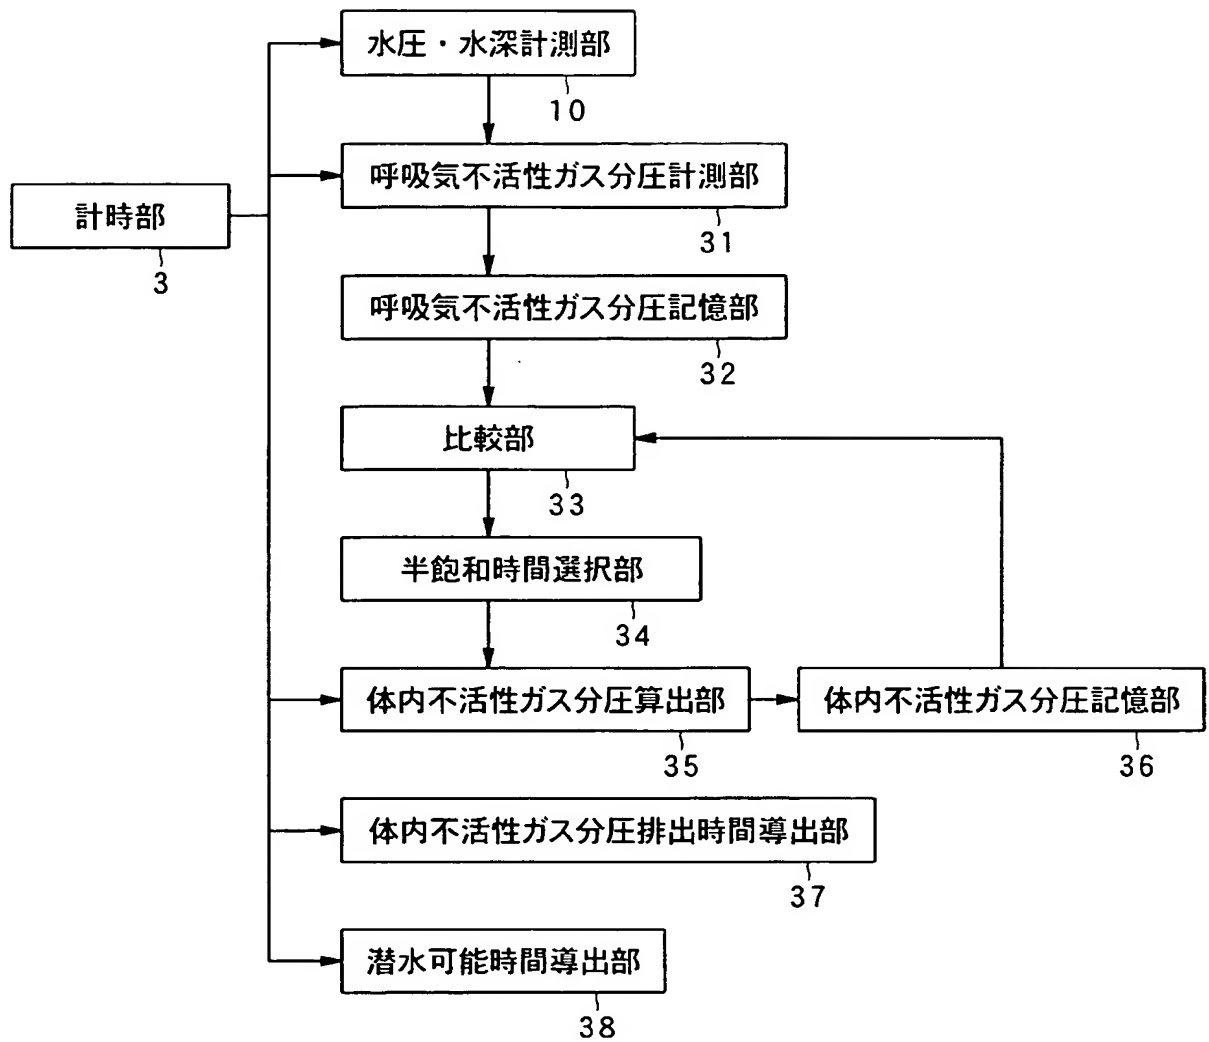 水圧・水深計測部
10
呼吸気不活性ガス分圧計測部
31
計時部
3
呼吸気不活性ガス分圧記憶部
32
比較部
33
半飽和時間選択部
34
体内不活性ガス分圧算出部
35
体内不活性ガス分圧記憶部
36
体内不活性ガス分圧排出時間導出部
37
潜水可能時間導出部
38